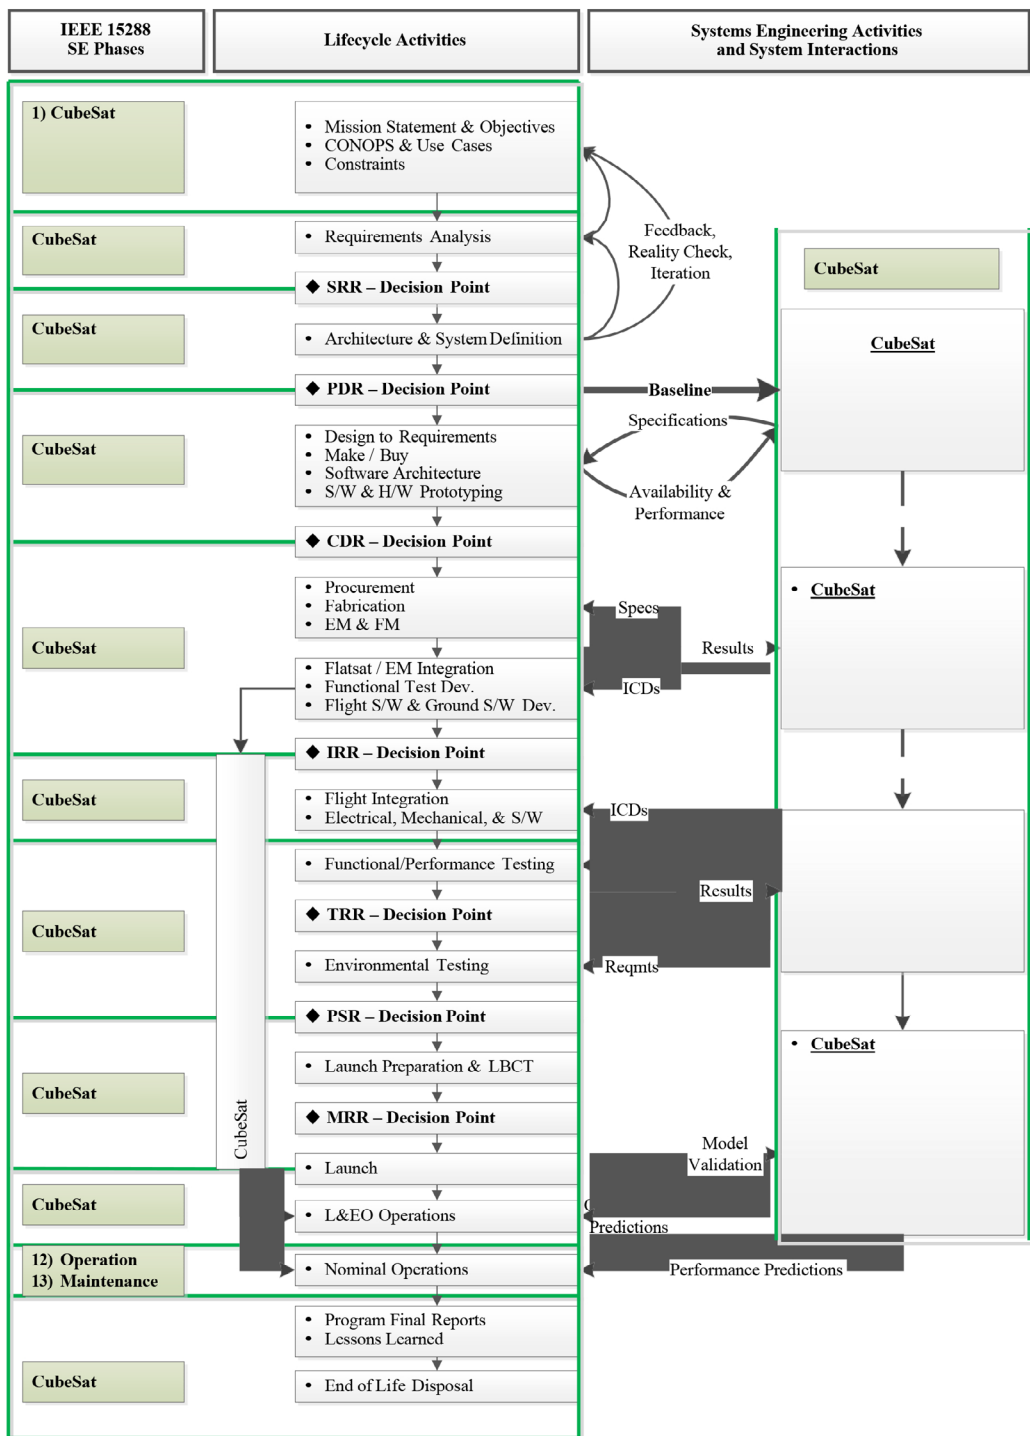 IEEE 15288
SE Phases
Lifecycle Activities
Systems Engineering Activities
and System Interactions
1) CubeSat
• Mission Statement & Objectives
• CONOPS & Use Cases
• Constraints
CubeSat
• Requirements Analysis
Feedback,
Reality Check,
Iteration
CubeSat
◆ SRR – Decision Point
CubeSat
• Architecture & System Definition
CubeSat
◆ PDR – Decision Point
Baseline
Specifications
CubeSat
• Design to Requirements
• Make / Buy
• Software Architecture
• S/W & H/W Prototyping
Availability &
Performance
◆ CDR – Decision Point
• Procurement
• Fabrication
• EM & FM
Specs
• CubeSat
CubeSat
Results
• Flatsat / EM Integration
• Functional Test Dev.
• Flight S/W & Ground S/W Dev.
ICDs
◆ IRR – Decision Point
CubeSat
• Flight Integration
• Electrical, Mechanical, & S/W
ICDs
• Functional/Performance Testing
Results
CubeSat
◆ TRR – Decision Point
• Environmental Testing
Reqmts
◆ PSR – Decision Point
• CubeSat
CubeSat
• Launch Preparation & LBCT
◆ MRR – Decision Point
CubeSat
Model
Validation
• Launch
CubeSat
• L&EO Operations
Predictions
12) Operation
13) Maintenance
• Nominal Operations
Performance Predictions
• Program Final Reports
• Lessons Learned
CubeSat
• End of Life Disposal